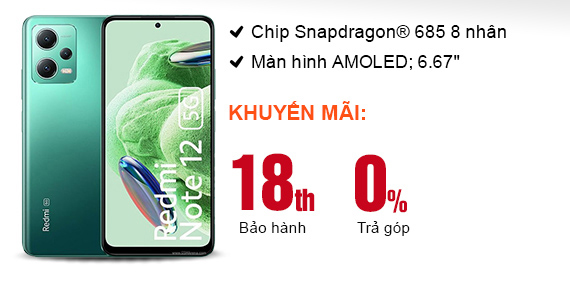 Chip Snapdragon® 685 8 nhân
Màn hình AMOLED; 6.67"
KHUYẾN MÃI:
18th
Bảo hành
0%
Trả góp
Redmi
Note 12 5G
Redmi